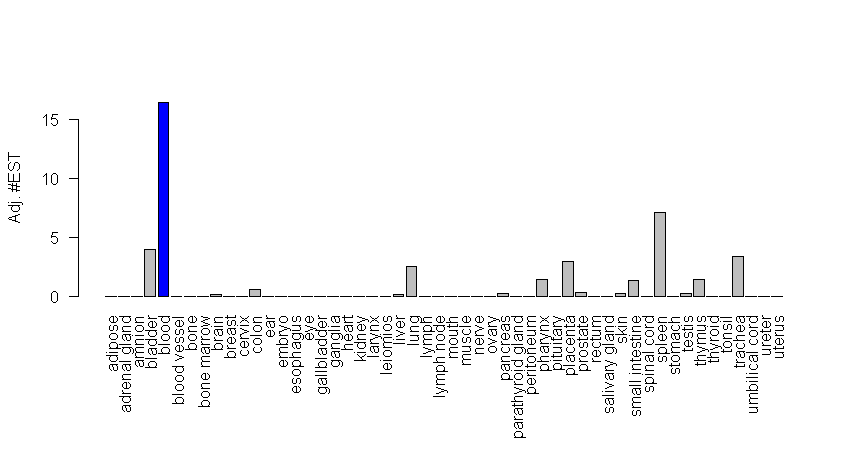 Adj. #EST
15
10
5
0
adipose
adrenal gland
amnion
bladder
blood
blood vessel
bone
bone marrow
brain
breast
cervix
colon
ear
embryo
esophagus
eye
gallbladder
ganglia
heart
kidney
larynx
leiomios
liver
lung
lymph
lymph node
mouth
muscle
nerve
ovary
pancreas
parathyroid gland
peritoneum
pharynx
pituitary
placenta
prostate
rectum
salivary gland
skin
small intestine
spinal cord
spleen
stomach
testis
thymus
thyroid
tonsil
trachea
umbilical cord
ureter
uterus